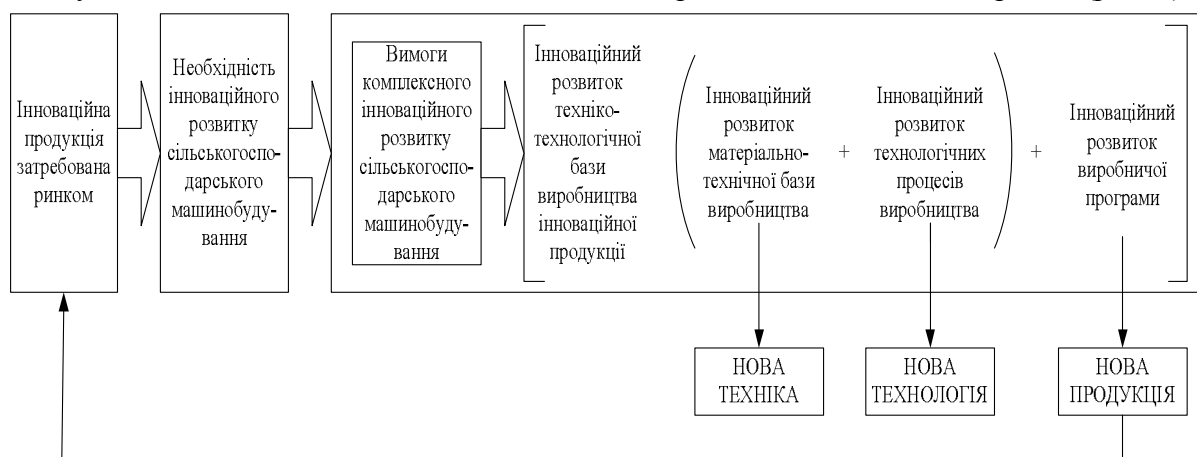 Інноваційна
продукція
затребована
ринком
Необхідність
інноваційного
розвитку
сільськогоспо-
дарського
машинобуду-
вання
Вимоги
комплексного
інноваційного
розвитку
сільськогоспо-
дарського
машинобуду-
вання
Інноваційний
розвиток
техніко-
технологічної
бази
виробництва
інноваційної
продукції
Інноваційний
розвиток
матеріально-
технічної бази
виробництва
+
Інноваційний
розвиток
технологічних
процесів
виробництва
+
Інноваційний
розвиток
виробничої
програми
НОВА
ТЕХНІКА
НОВА
ТЕХНОЛОГІЯ
НОВА
ПРОДУКЦІЯ